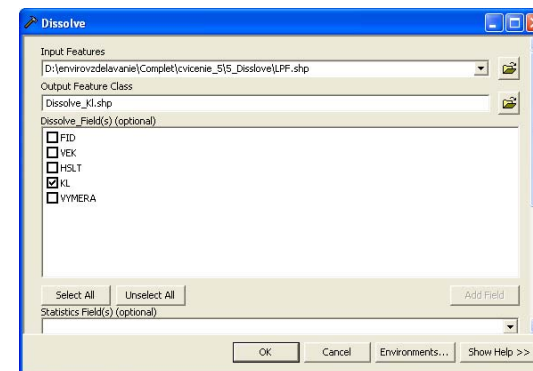 Dissolve
Input Features
D:\envirovzdelavanie\Complet\cvicenie_5\5_Disslove\LPF.shp
Output Feature Class
Dissolve_Kl.shp
Dissolve_Field(s) (optional)
FID
VEK
HSLT
KL
VYMERA
Select All Unselect All Add Field
Statistics Field(s) (optional)
OK Cancel Environments... Show Help >>